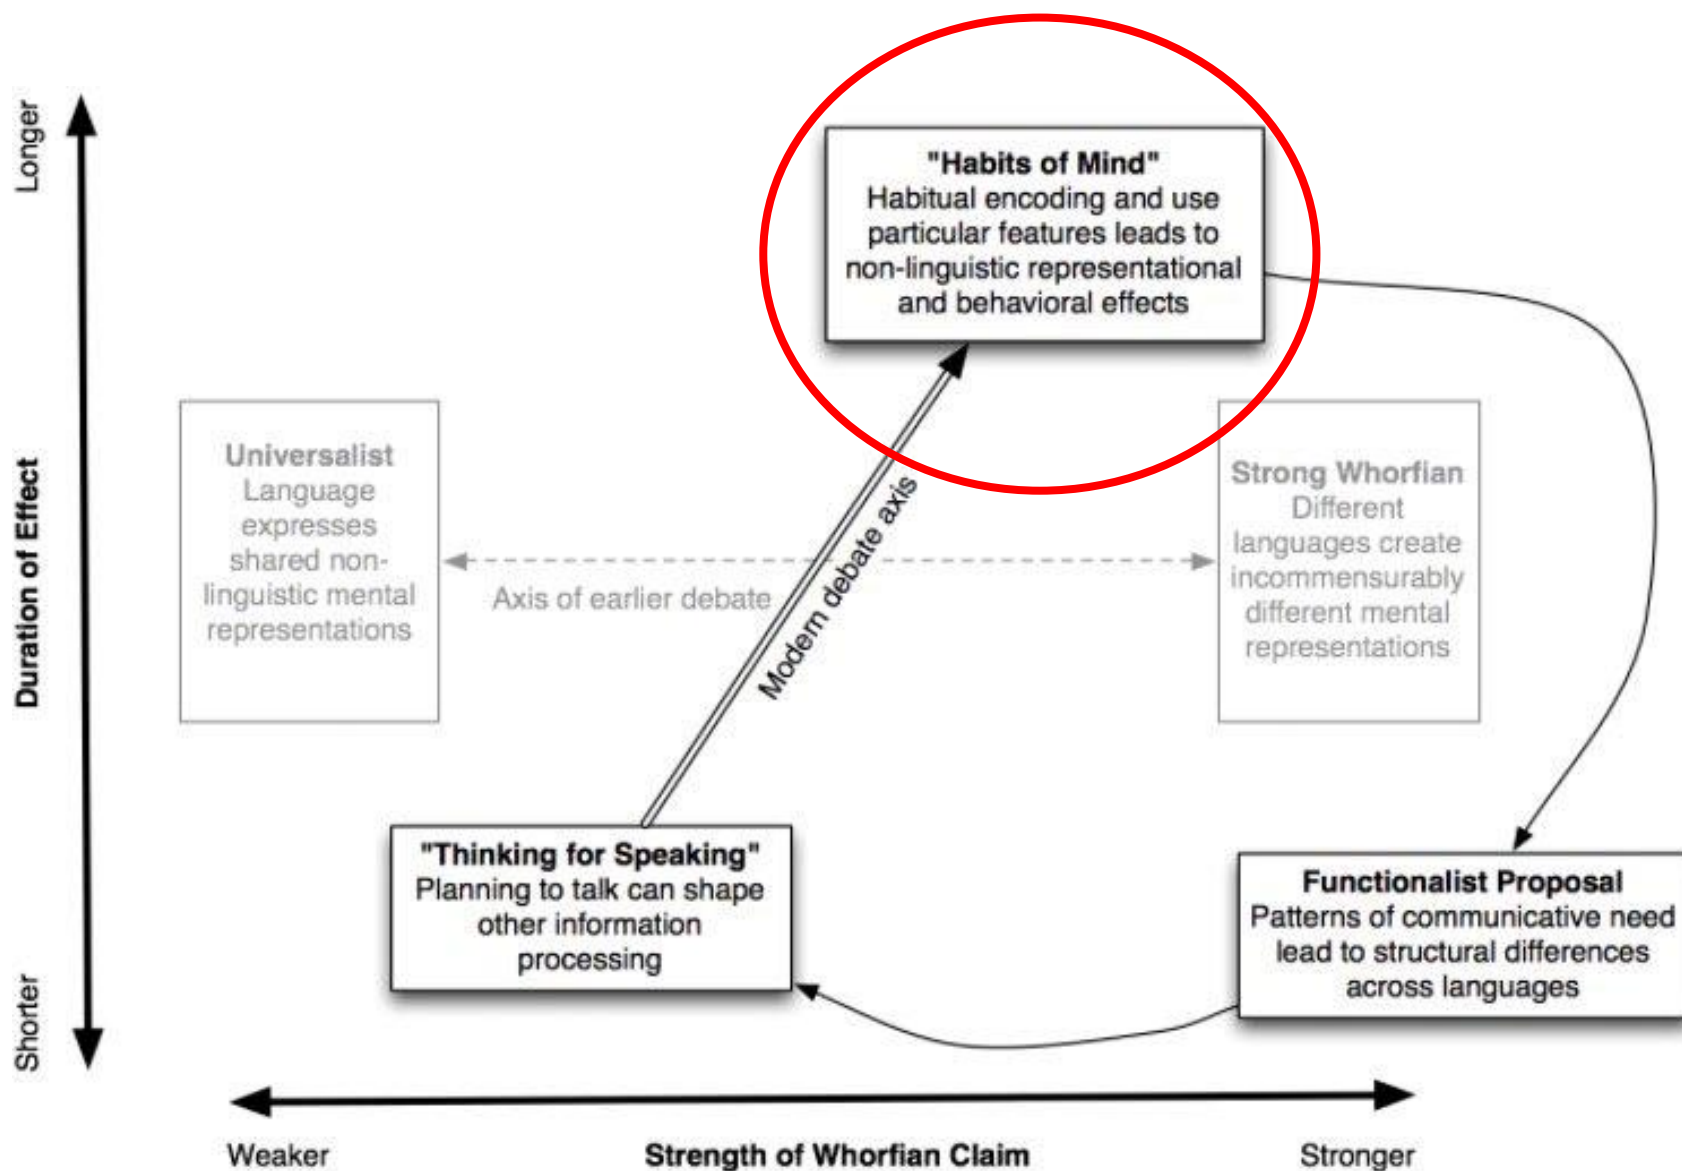 Longer
Duration of Effect
Shorter
"Habits of Mind"
Habitual encoding and use
particular features leads to
non-linguistic representational
and behavioral effects
Universalist
Language
expresses
shared non-
linguistic mental
representations
Axis of earlier debate
Modern debate axis
Strong Whorfian
Different
languages create
incommensurably
different mental
representations
"Thinking for Speaking"
Planning to talk can shape
other information
processing
Functionalist Proposal
Patterns of communicative need
lead to structural differences
across languages
Weaker
Strength of Whorfian Claim
Stronger